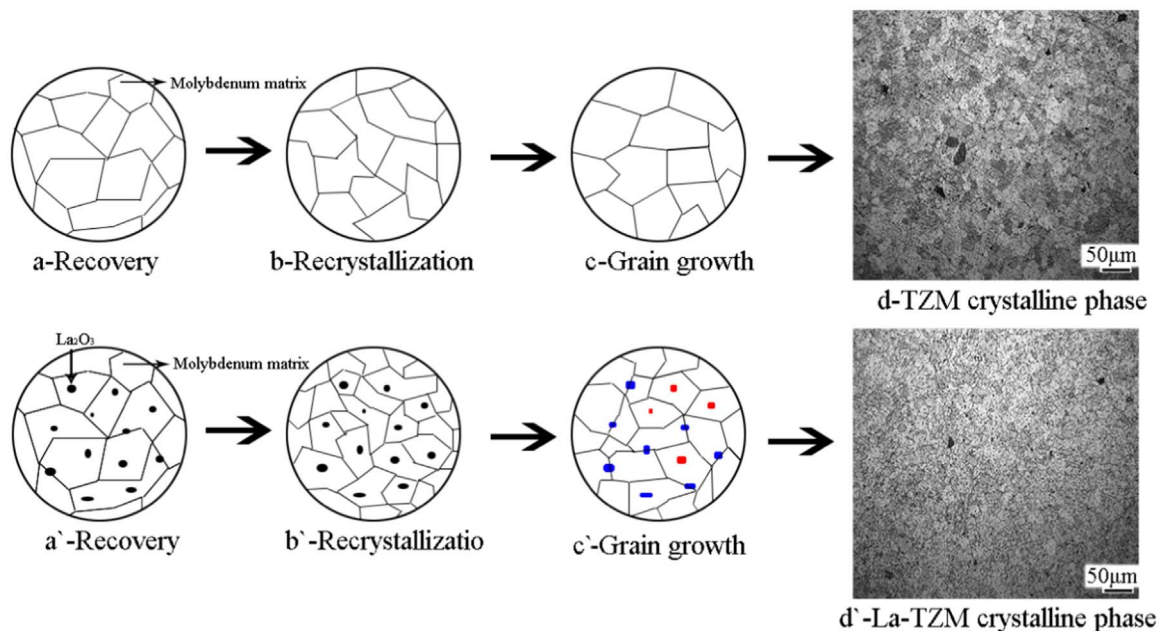 Molybdenum matrix
a-Recovery
b-Recrystallization
c-Grain growth
50μm
d-TZM crystalline phase
La₂O₃
Molybdenum matrix
a`-Recovery
b`-Recrystallizatio
c`-Grain growth
50μm
d`-La-TZM crystalline phase